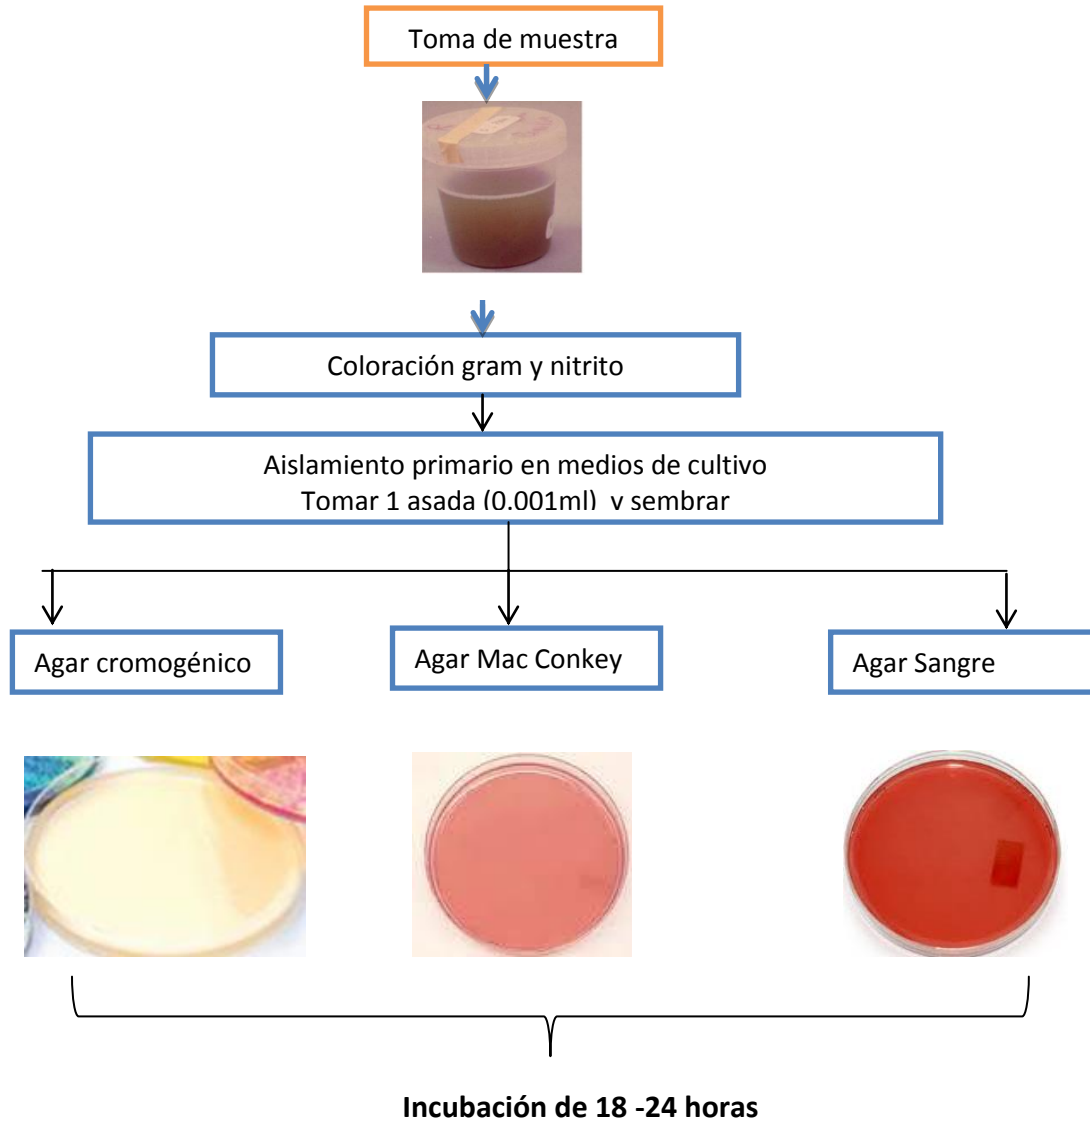 Toma de muestra
Coloración gram y nitrito
Aislamiento primario en medios de cultivo
Tomar 1 asada (0.001ml)  y sembrar
Agar cromogénico
Agar Mac Conkey
Agar Sangre
Incubación de 18 -24 horas